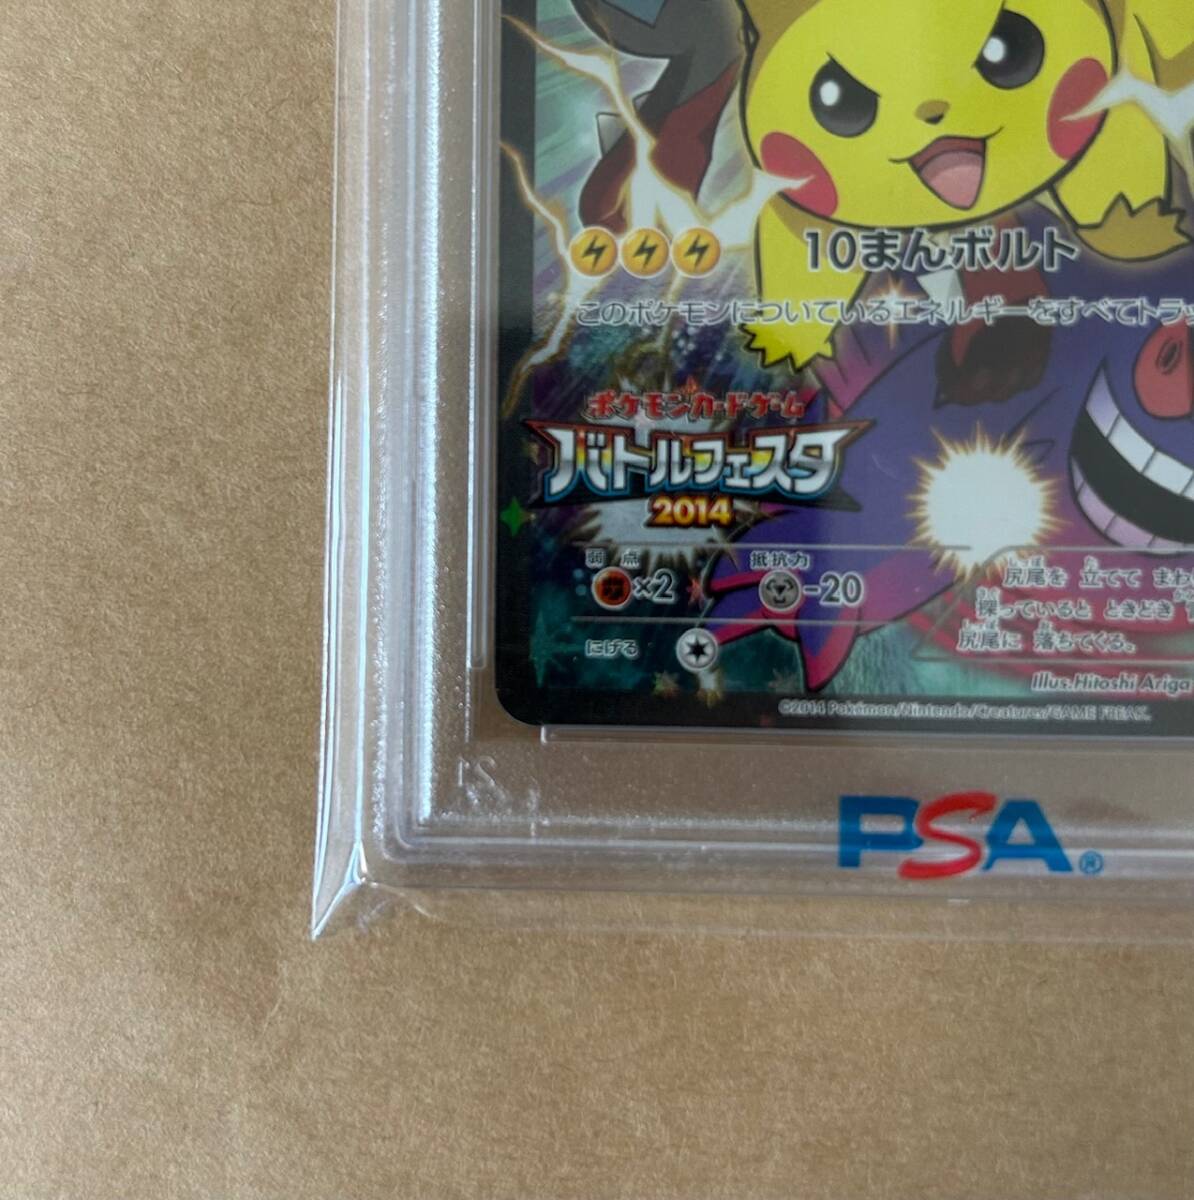 10まんボルト
このポケモンについているエネルギーをすべてトラッ
ポケモンカードゲーム
バトルフェスタ
2014
弱点
×2
抵抗力
-20
にげる
尻尾を 立てて まわ
探っていると ときどき
尻尾に 落ちてくる。
Illus. Hitoshi Ariga
©2014 Pokémon/Nintendo/Creatures/GAME FREAK.
PSA®